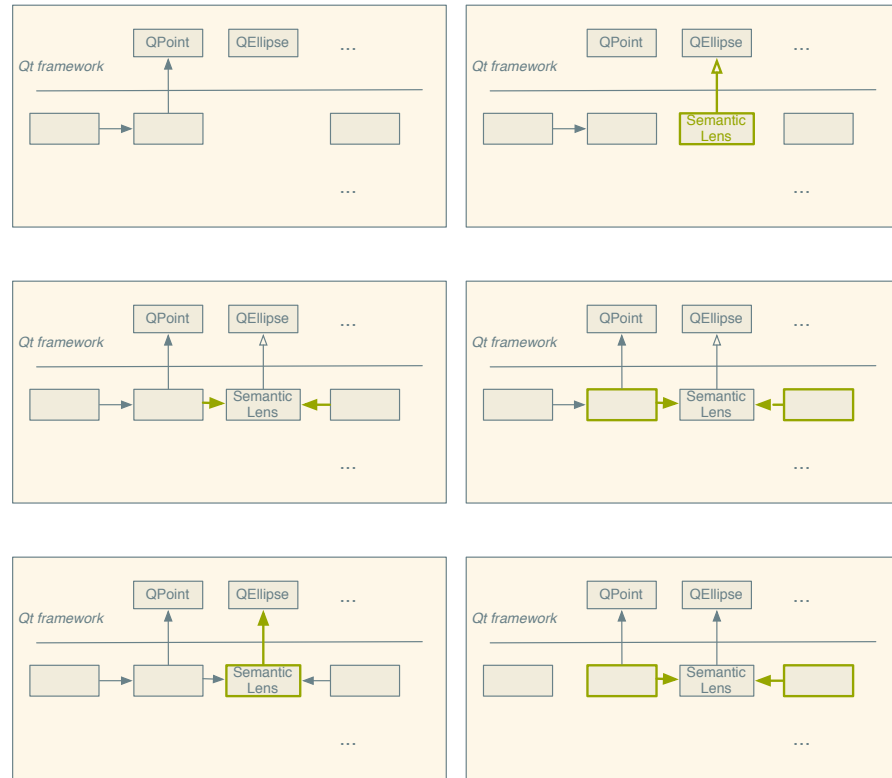 QPoint QEllipse ...
Qt framework
...
QPoint QEllipse ...
Qt framework
Semantic
Lens
...
QPoint QEllipse ...
Qt framework
Semantic
Lens
...
QPoint QEllipse ...
Qt framework
Semantic
Lens
...
QPoint QEllipse ...
Qt framework
Semantic
Lens
...
QPoint QEllipse ...
Qt framework
Semantic
Lens
...